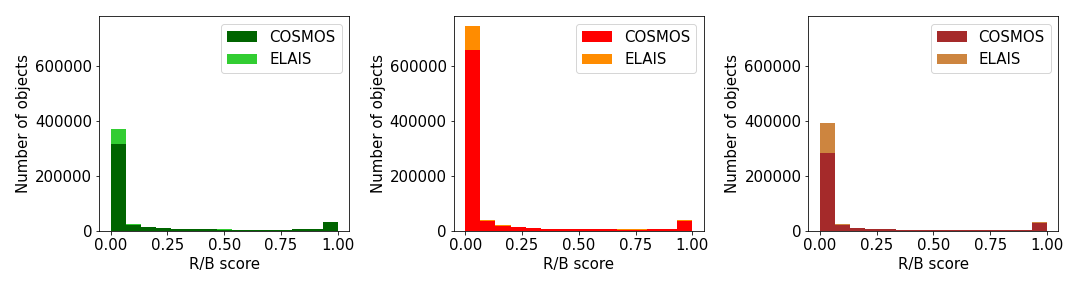 COSMOS
ELAIS
600000
400000
200000
0
0.00 0.25 0.50 0.75 1.00
R/B score
Number of objects
COSMOS
ELAIS
600000
400000
200000
0
0.00 0.25 0.50 0.75 1.00
R/B score
Number of objects
COSMOS
ELAIS
600000
400000
200000
0
0.00 0.25 0.50 0.75 1.00
R/B score
Number of objects